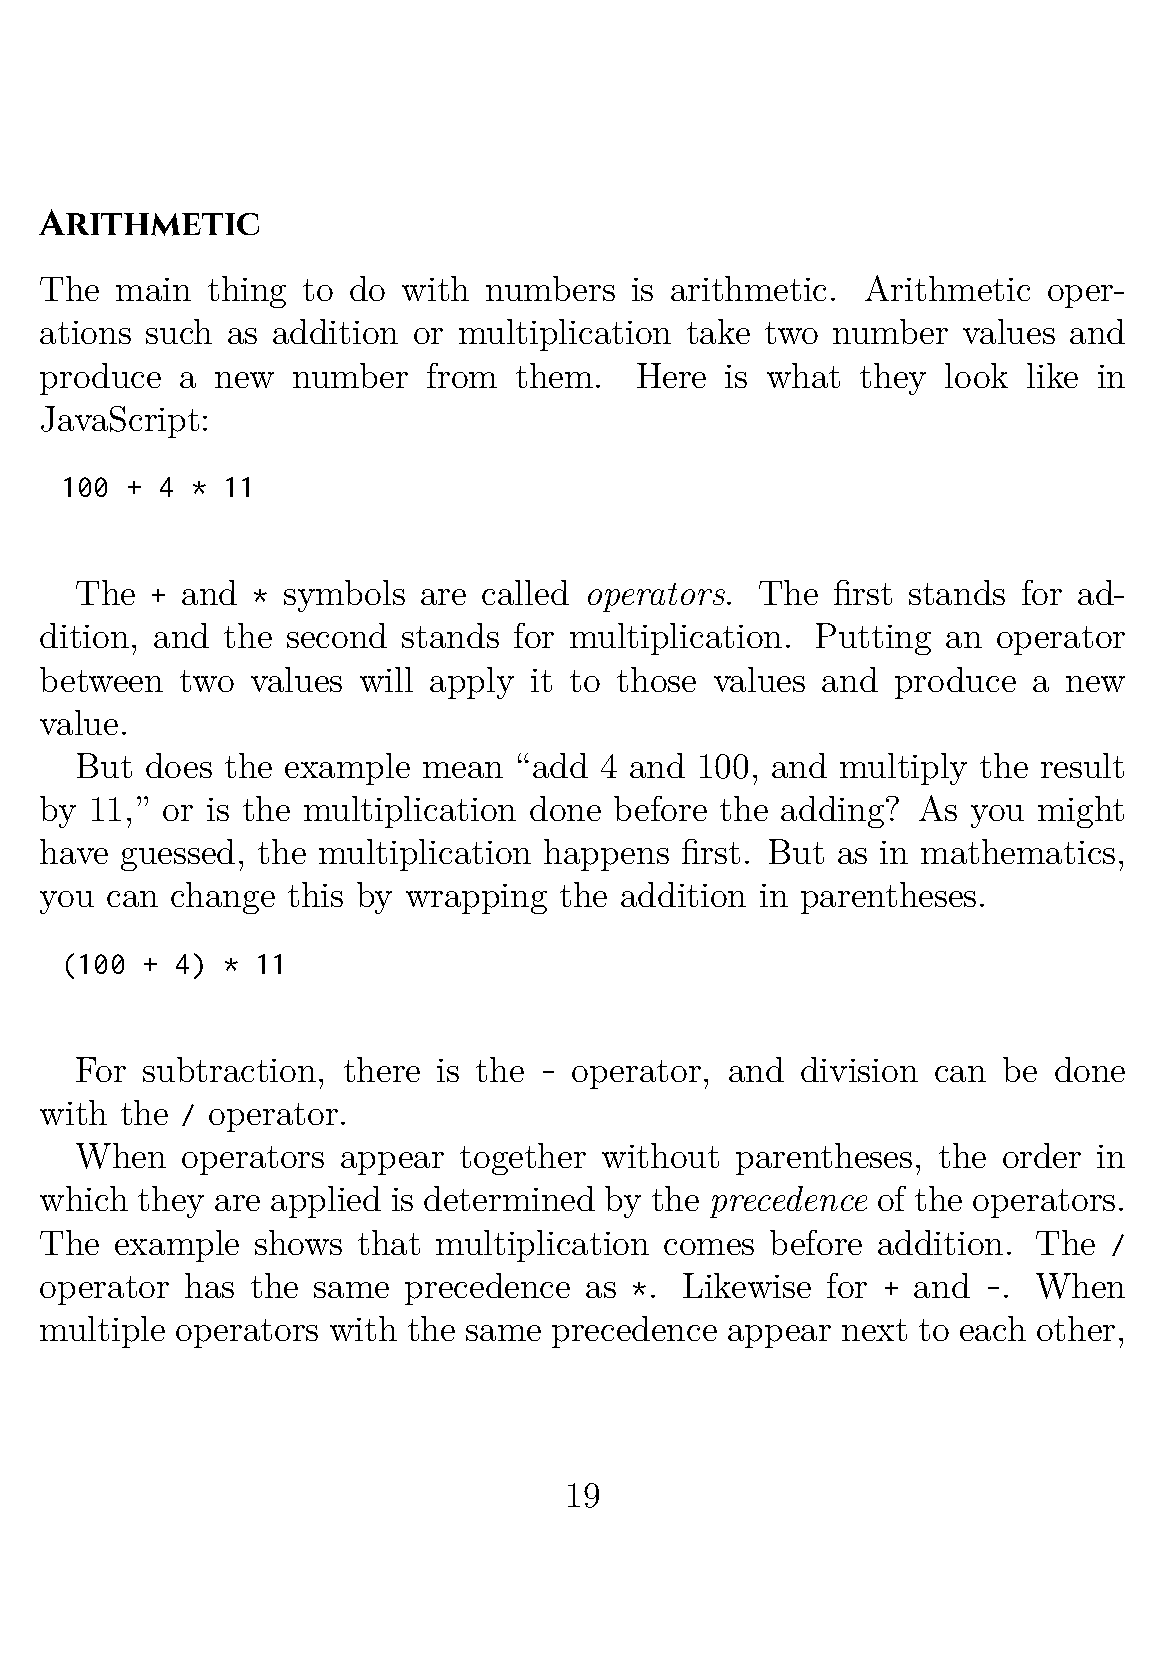 ARITHMETIC
The main thing to do with numbers is arithmetic. Arithmetic oper-
ations such as addition or multiplication take two number values and
produce a new number from them. Here is what they look like in
JavaScript:
100 + 4 * 11
The + and * symbols are called operators. The first stands for ad-
dition, and the second stands for multiplication. Putting an operator
between two values will apply it to those values and produce a new
value.
But does the example mean “add 4 and 100, and multiply the result
by 11,” or is the multiplication done before the adding? As you might
have guessed, the multiplication happens first. But as in mathematics,
you can change this by wrapping the addition in parentheses.
(100 + 4) * 11
For subtraction, there is the - operator, and division can be done
with the / operator.
When operators appear together without parentheses, the order in
which they are applied is determined by the precedence of the operators.
The example shows that multiplication comes before addition. The /
operator has the same precedence as *. Likewise for + and -. When
multiple operators with the same precedence appear next to each other,
19